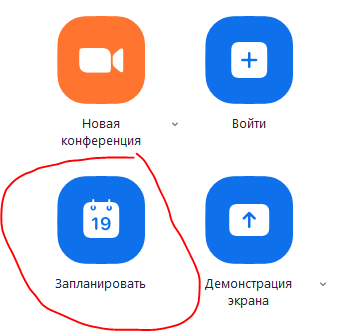 Новая
конференция
Войти
19
Запланировать
Демонстрация
экрана